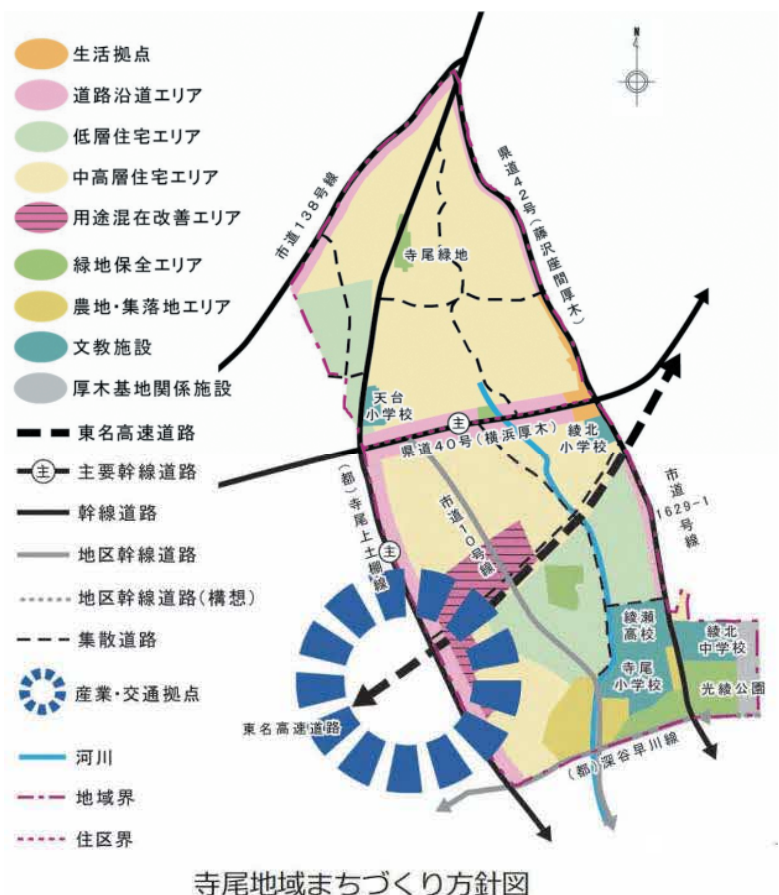 生活拠点
道路沿道エリア
低層住宅エリア
中高層住宅エリア
用途混在改善エリア
緑地保全エリア
農地・集落地エリア
文教施設
厚木基地関係施設
東名高速道路
主
主要幹線道路
幹線道路
地区幹線道路
地区幹線道路(構想)
集散道路
産業・交通拠点
河川
地域界
住区界
N
市道138号線
県道42号(藤沢座間厚木)
寺尾緑地
天台
小学校
主
県道40号(横浜厚木)
綾北
小学校
市道
1629-1
号線
(都)寺尾上土棚線
市道10号線
主
綾瀬
高校
綾北
中学校
寺尾
小学校
光綾公園
東名高速道路
(都)深谷早川線
寺尾地域まちづくり方針図